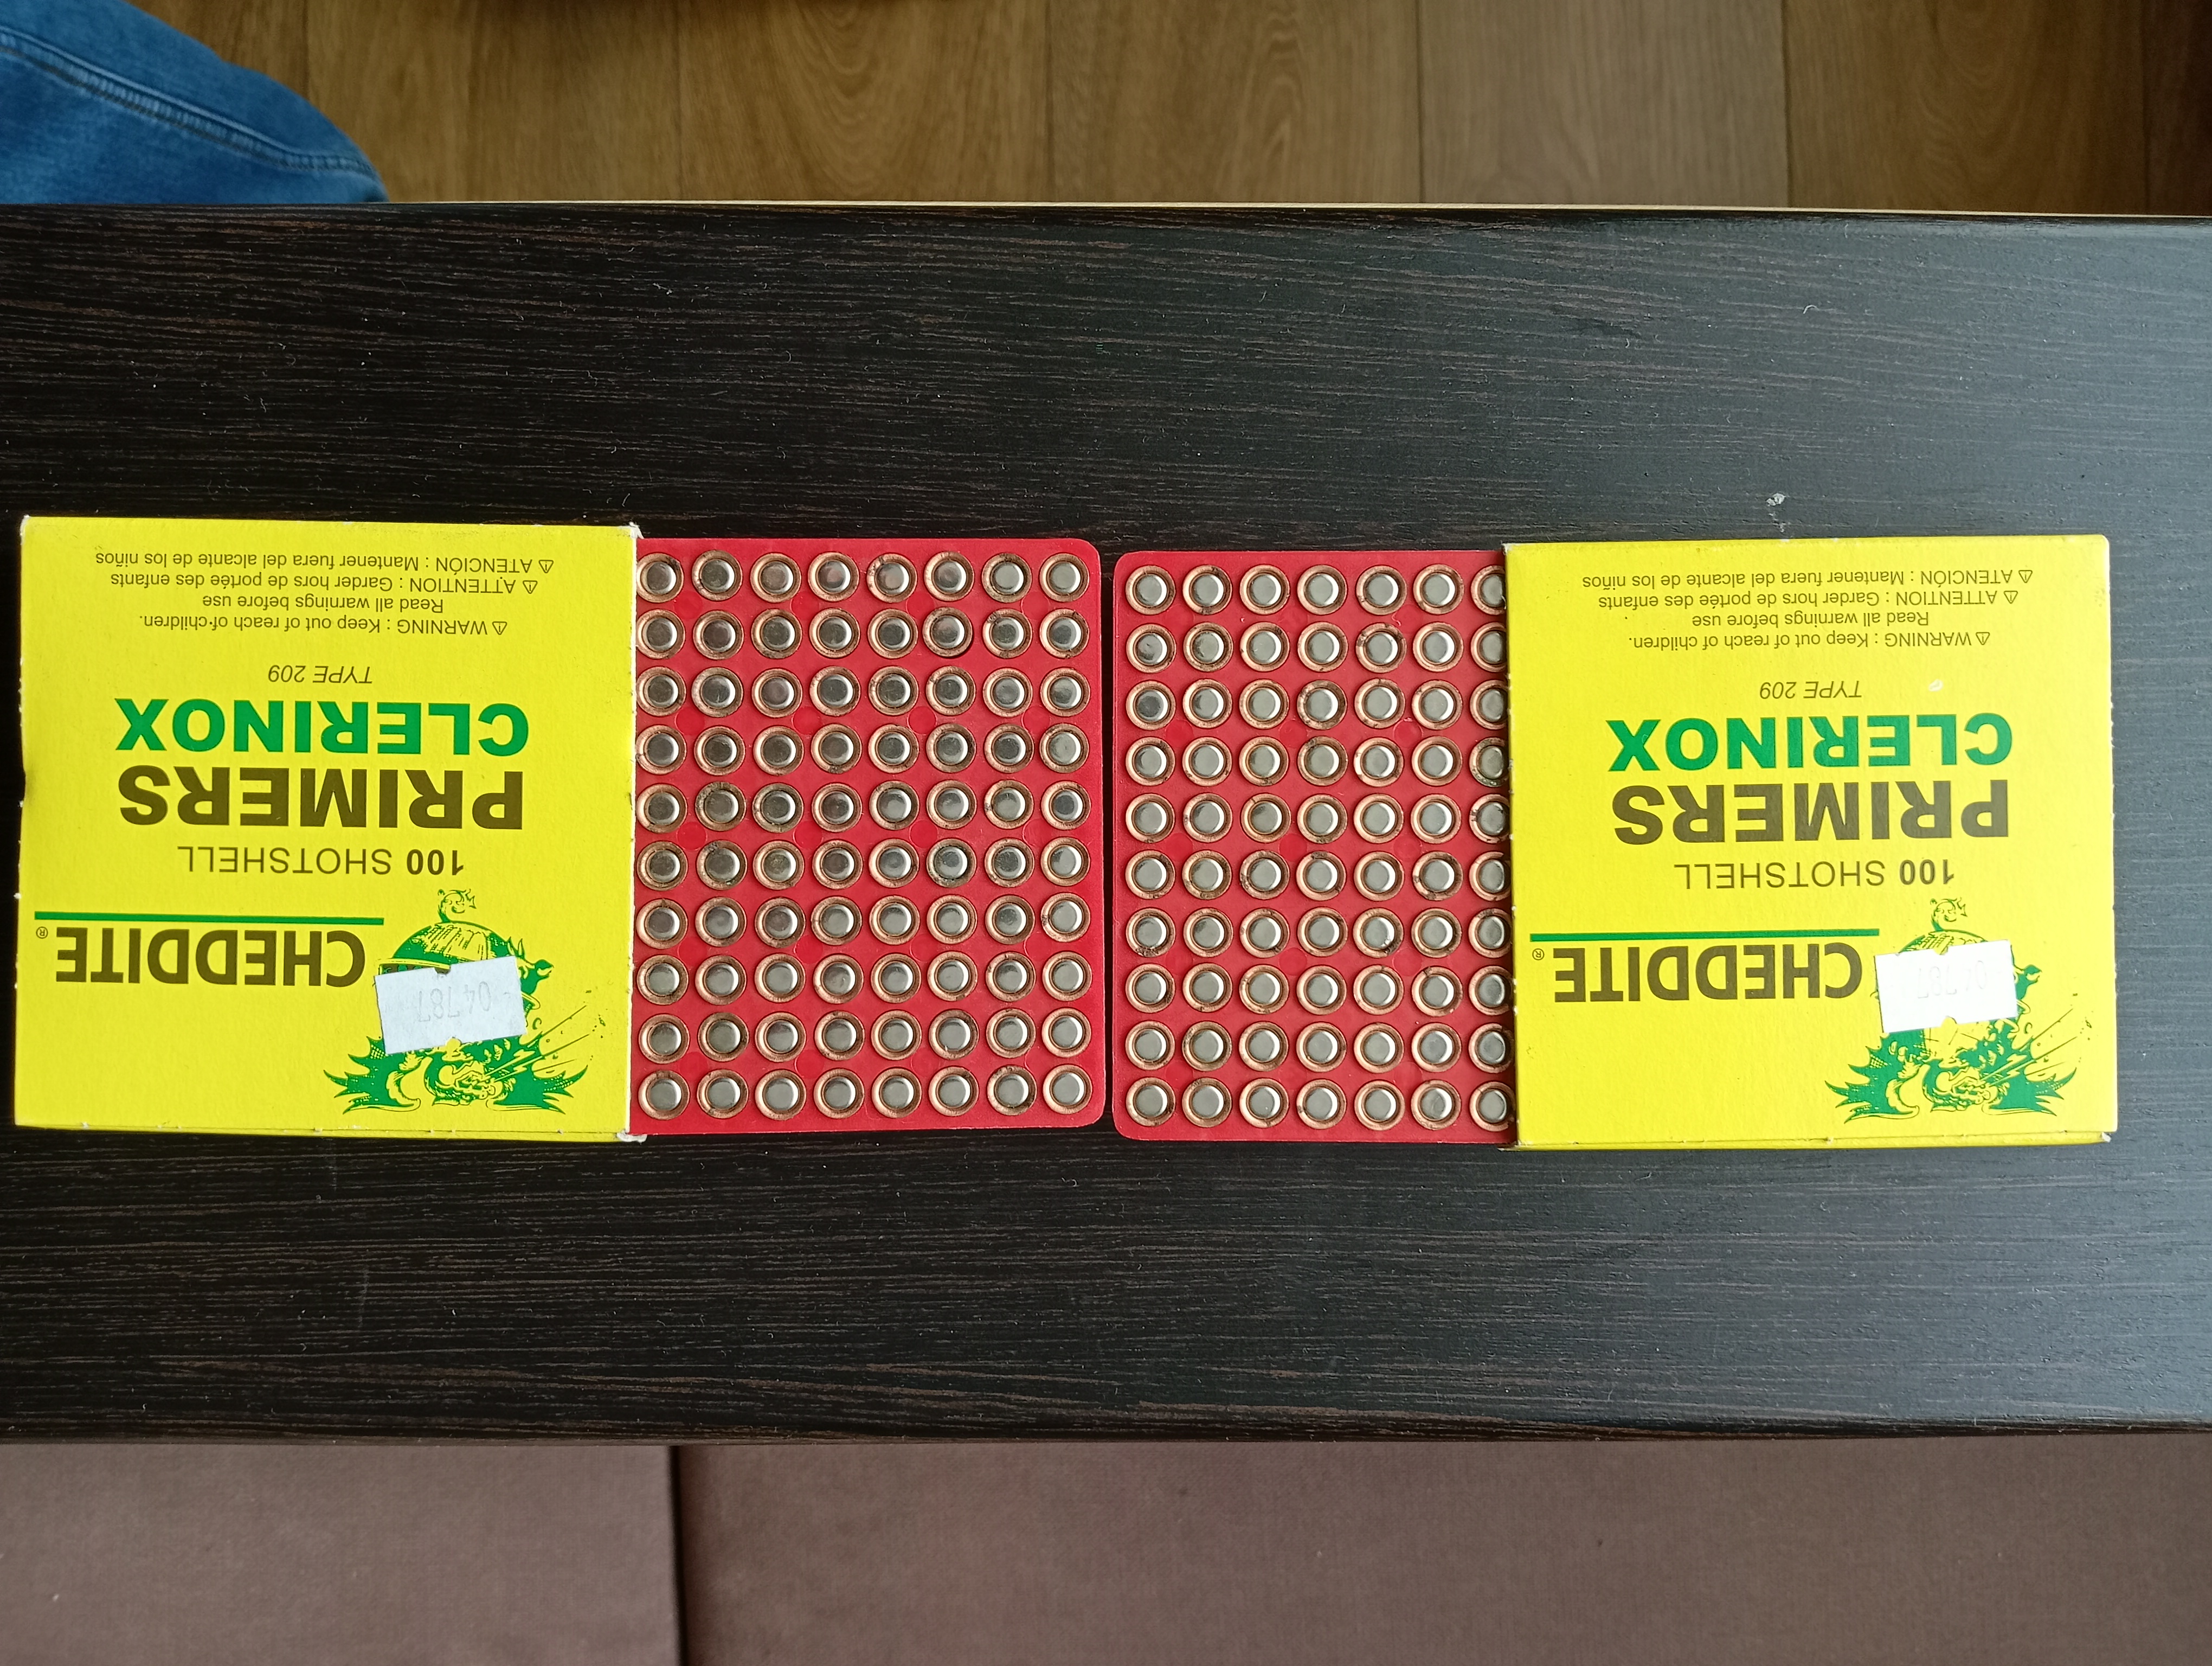 CHEDDITE®
100 SHOTSHELL
PRIMERS
CLERINOX
TYPE 209
⚠ WARNING : Keep out of reach of children.
Read all warnings before use
⚠ ATTENTION : Garder hors de portée des enfants
⚠ ATENCIÓN : Mantener fuera del alcante de los niños
04787
CHEDDITE®
100 SHOTSHELL
PRIMERS
CLERINOX
TYPE 209
⚠ WARNING : Keep out of reach of children.
Read all warnings before use
⚠ ATTENTION : Garder hors de portée des enfants
⚠ ATENCIÓN : Mantener fuera del alcante de los niños
04787